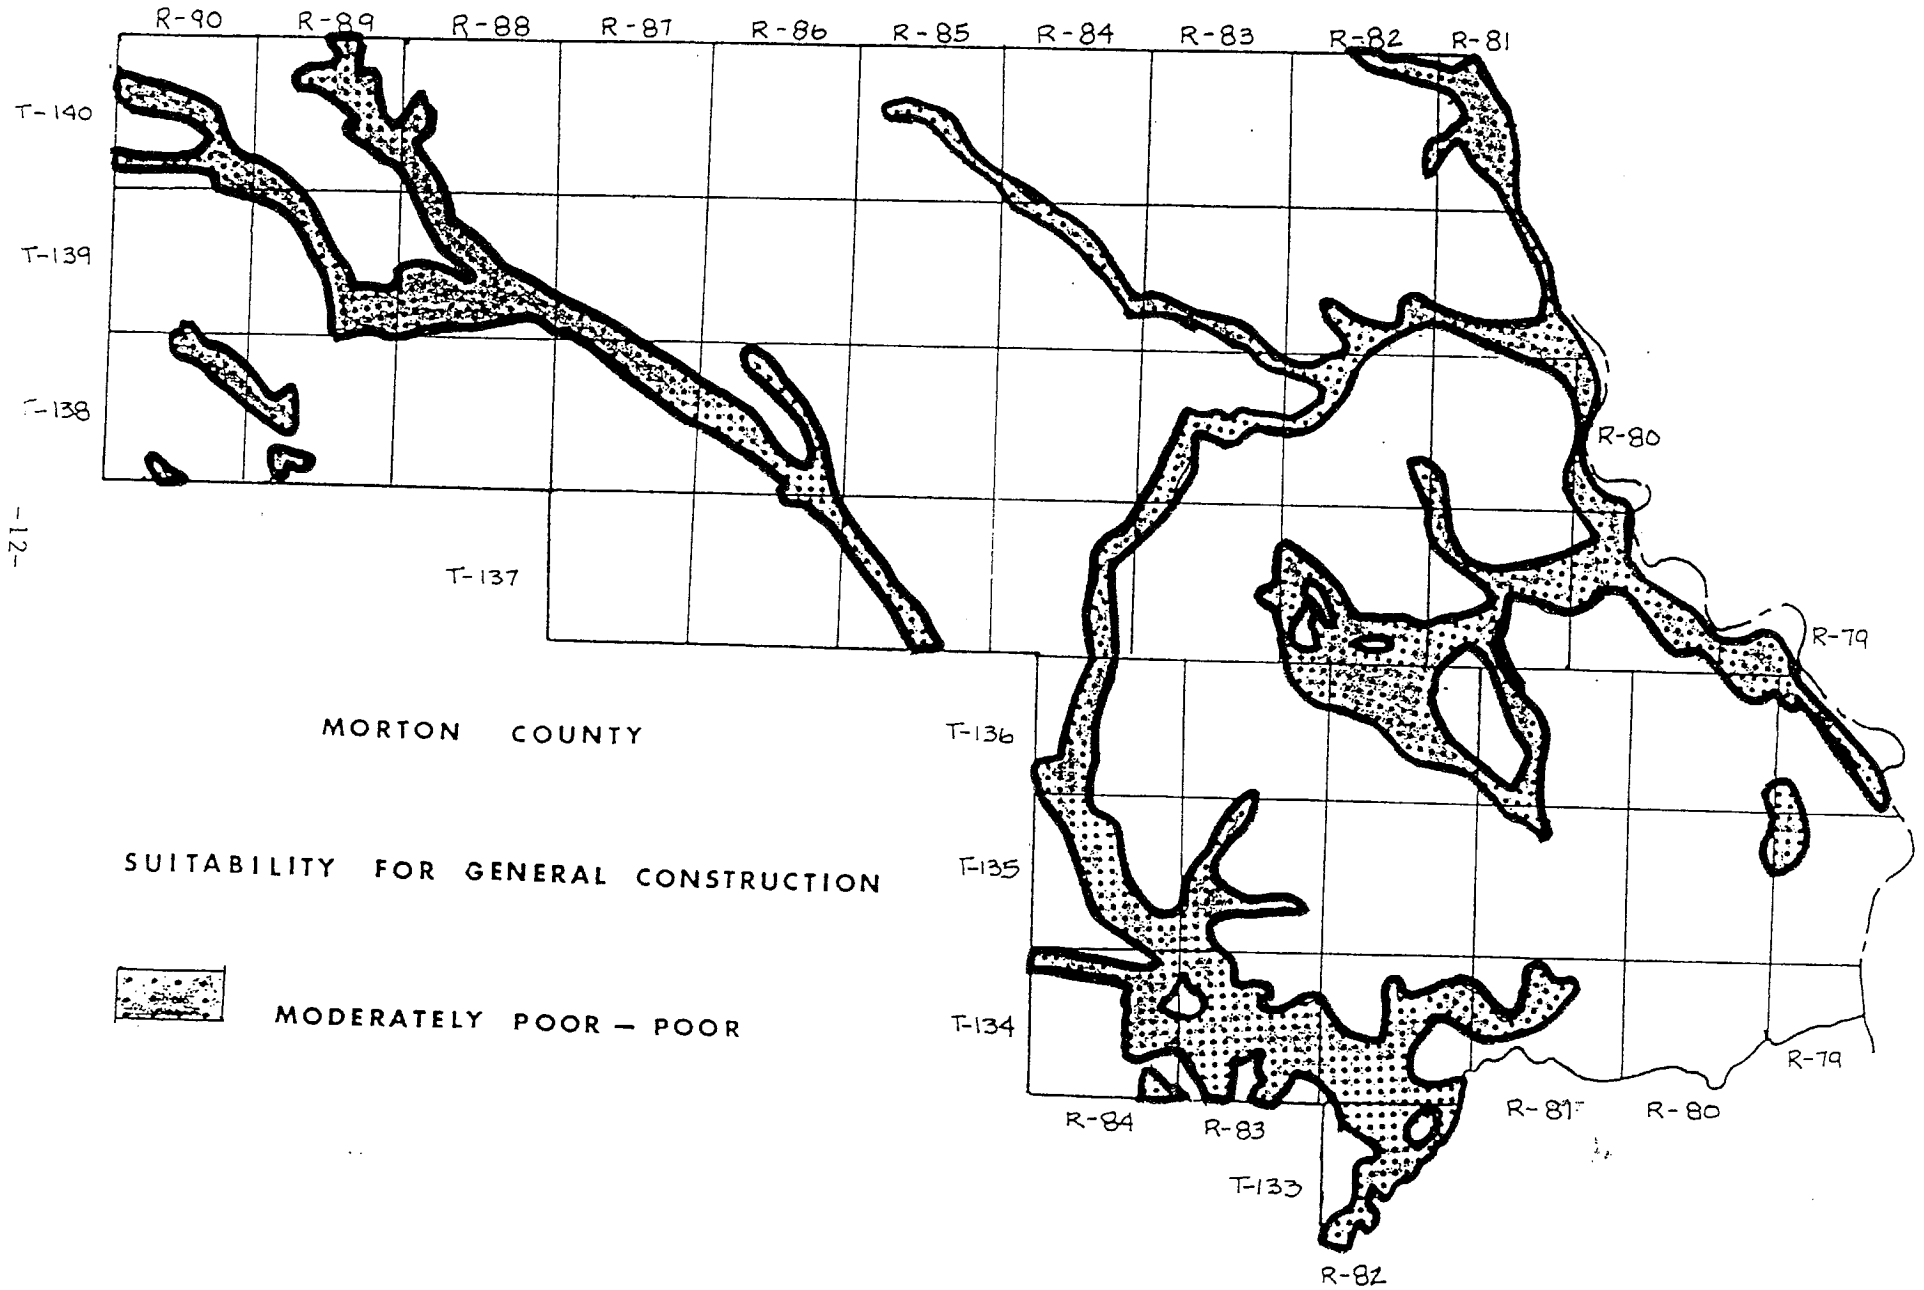 R-90 R-89 R-88 R-87 R-86 R-85 R-84 R-83 R-82 R-81
T-140
T-139
T-138
R-80
-12-
T-137
R-79
MORTON COUNTY
T-136
SUITABILITY FOR GENERAL CONSTRUCTION
T-135
MODERATELY POOR – POOR
T-134
R-79
R-84 R-83 R-81 R-80
T-133
R-82